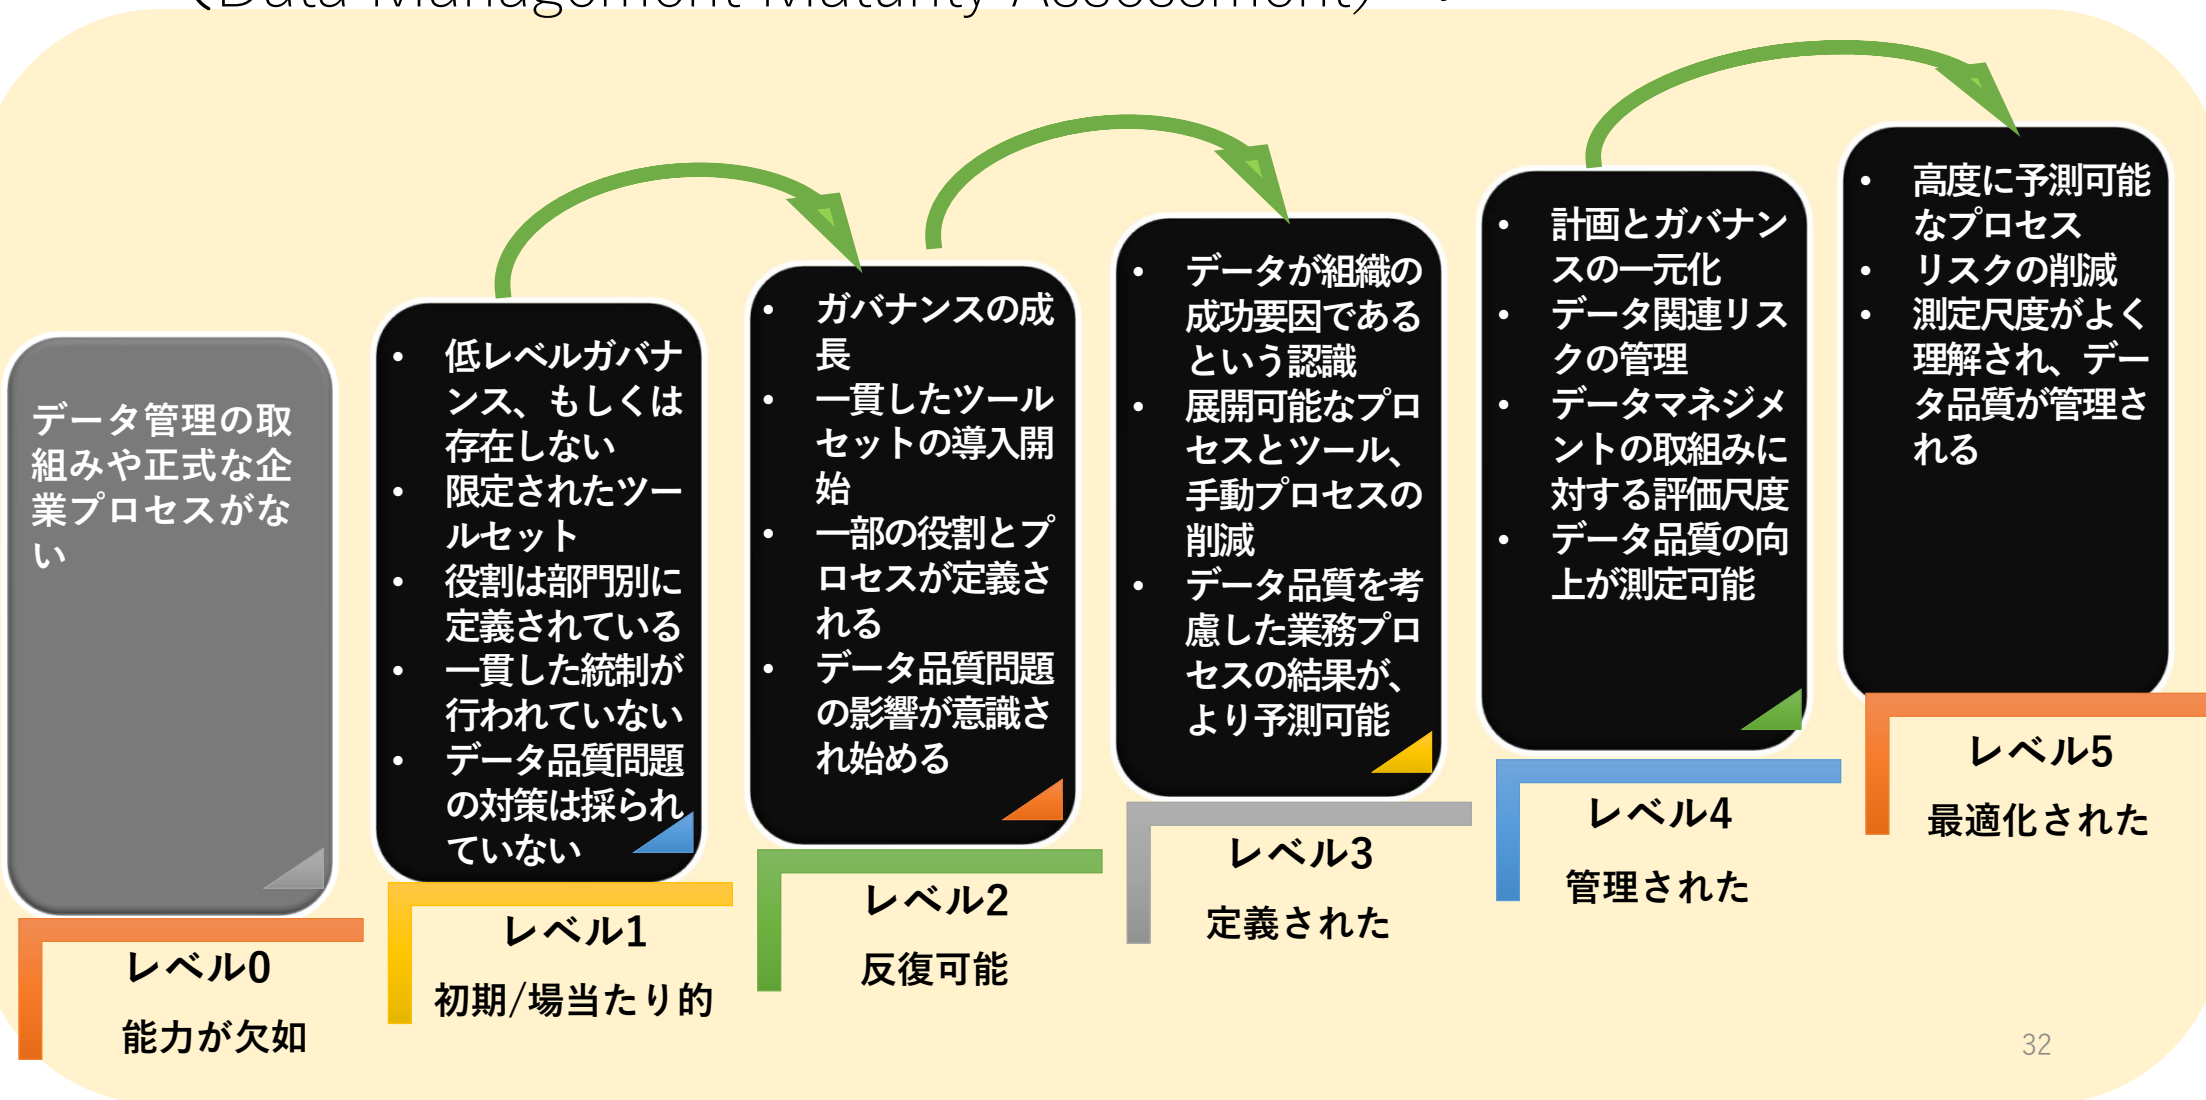 (Data Management Maturity Assessment)
データ管理の取
組みや正式な企
業プロセスがな
い
レベル0
能力が欠如
• 低レベルガバナ
ンス、もしくは
存在しない
• 限定されたツー
ルセット
• 役割は部門別に
定義されている
• 一貫した統制が
行われていない
• データ品質問題
の対策は採られ
ていない
レベル1
初期/場当たり的
• ガバナンスの成
長
• 一貫したツール
セットの導入開
始
• 一部の役割とプ
ロセスが定義さ
れる
• データ品質問題
の影響が意識さ
れ始める
レベル2
反復可能
• データが組織の
成功要因である
という認識
• 展開可能なプロ
セスとツール、
手動プロセスの
削減
• データ品質を考
慮した業務プロ
セスの結果が、
より予測可能
レベル3
定義された
• 計画とガバナン
スの一元化
• データ関連リス
クの管理
• データマネジメ
ントの取組みに
対する評価尺度
• データ品質の向
上が測定可能
レベル4
管理された
• 高度に予測可能
なプロセス
• リスクの削減
• 測定尺度がよく
理解され、デー
タ品質が管理さ
れる
レベル5
最適化された
32